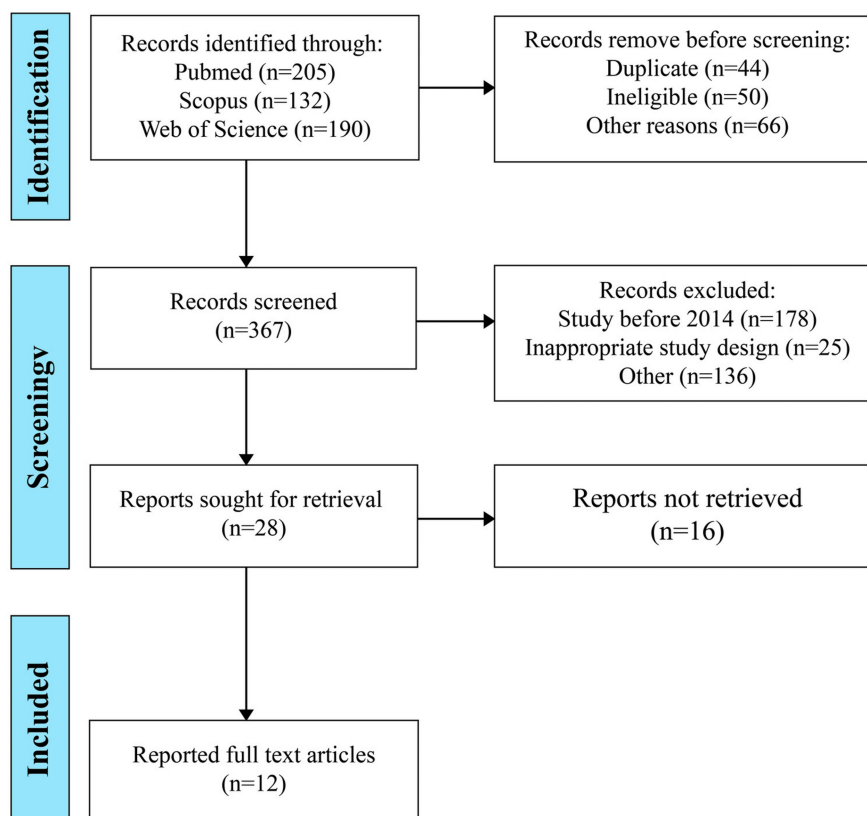 Identification
Records identified through:
Pubmed (n=205)
Scopus (n=132)
Web of Science (n=190)
Records remove before screening:
Duplicate (n=44)
Ineligible (n=50)
Other reasons (n=66)
Screeningv
Records screened
(n=367)
Records excluded:
Study before 2014 (n=178)
Inappropriate study design (n=25)
Other (n=136)
Reports sought for retrieval
(n=28)
Reports not retrieved
(n=16)
Included
Reported full text articles
(n=12)